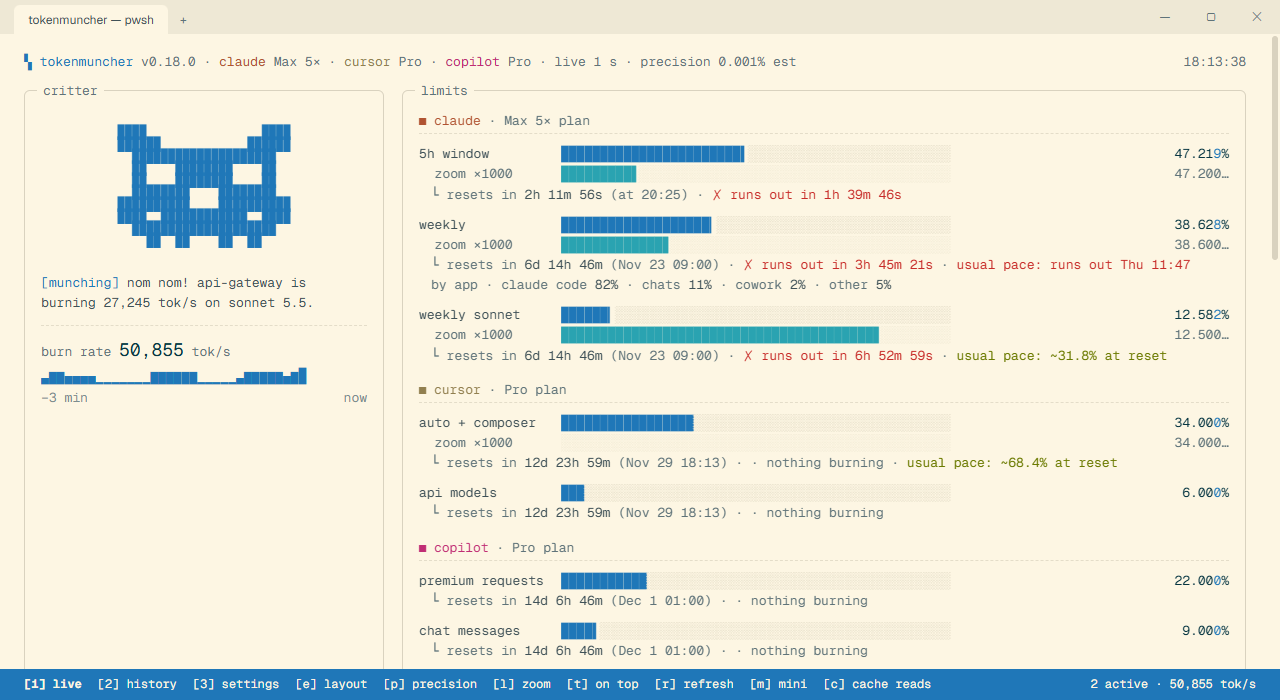 tokenmuncher — pwsh +
tokenmuncher v0.18.0 · claude Max 5× · cursor Pro · copilot Pro · live 1 s · precision 0.001% est 18:13:38
critter
[munching] nom nom! api-gateway is
burning 27,245 tok/s on sonnet 5.5.
burn rate 50,855 tok/s
−3 min now
limits
■ claude · Max 5× plan
5h window 47.219%
zoom ×1000 47.200…
└ resets in 2h 11m 56s (at 20:25) · ✗ runs out in 1h 39m 46s
weekly 38.628%
zoom ×1000 38.600…
└ resets in 6d 14h 46m (Nov 23 09:00) · ✗ runs out in 3h 45m 21s · usual pace: runs out Thu 11:47
by app · claude code 82% · chats 11% · cowork 2% · other 5%
weekly sonnet 12.582%
zoom ×1000 12.500…
└ resets in 6d 14h 46m (Nov 23 09:00) · ✗ runs out in 6h 52m 59s · usual pace: ~31.8% at reset
■ cursor · Pro plan
auto + composer 34.000%
zoom ×1000 34.000…
└ resets in 12d 23h 59m (Nov 29 18:13) · · nothing burning · usual pace: ~68.4% at reset
api models 6.000%
└ resets in 12d 23h 59m (Nov 29 18:13) · · nothing burning
■ copilot · Pro plan
premium requests 22.000%
└ resets in 14d 6h 46m (Dec 1 01:00) · · nothing burning
chat messages 9.000%
└ resets in 14d 6h 46m (Dec 1 01:00) · · nothing burning
[1] live [2] history [3] settings [e] layout [p] precision [l] zoom [t] on top [r] refresh [m] mini [c] cache reads 2 active · 50,855 tok/s